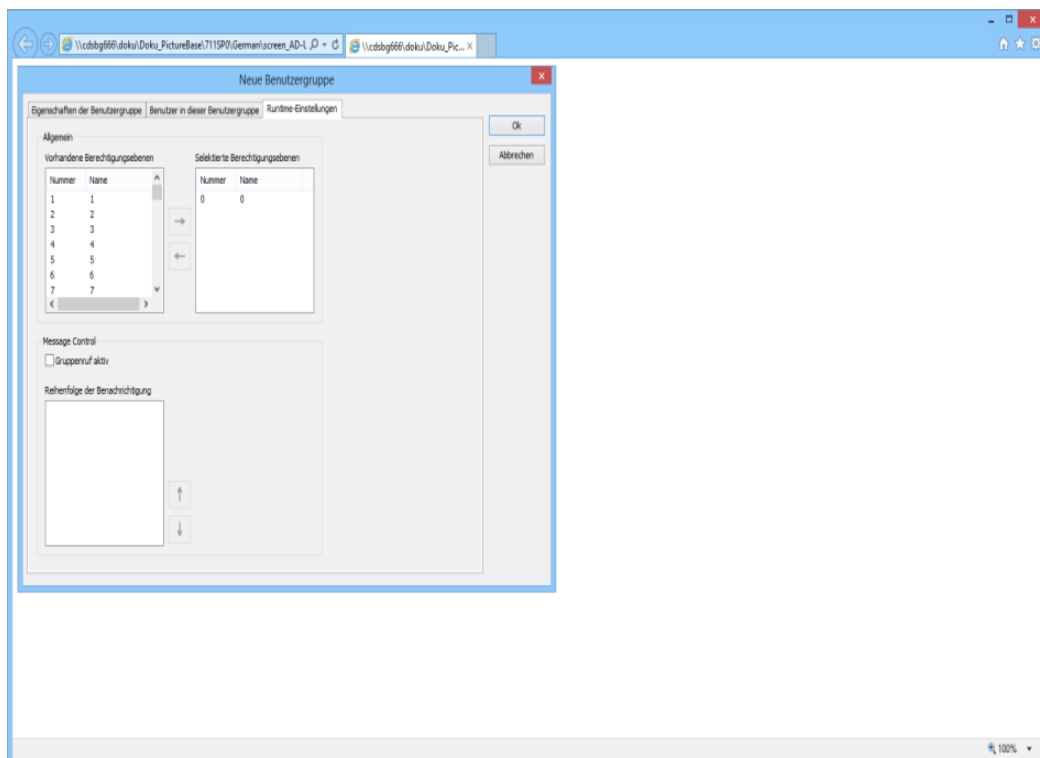 \\cdsbg666\doku\Doku_PictureBase\711SP0\German\screen_AD-L
\\cdsbg666\doku\Doku_Pic...
Neue Benutzergruppe
Eigenschaften der Benutzergruppe Benutzer in dieser Benutzergruppe Runtime-Einstellungen
Ok
Abbrechen
Allgemein
Vorhandene Berechtigungsebenen Selektierte Berechtigungsebenen
Nummer Name Nummer Name
1 1 0 0
2 2
3 3
4 4
5 5
6 6
7 7
Message Control
Gruppenruf aktiv
Reihenfolge der Benachrichtigung
100%